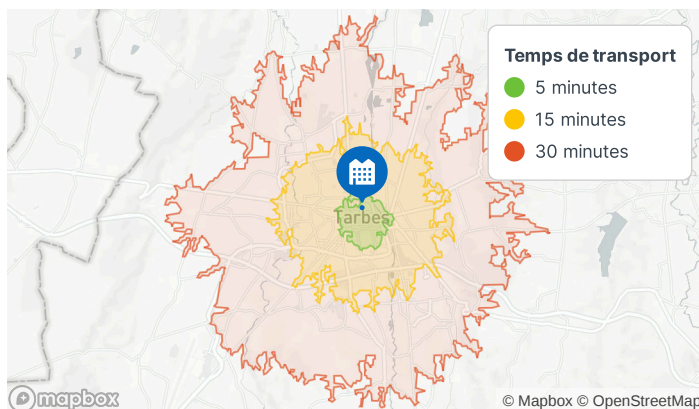 Temps de transport
5 minutes
15 minutes
30 minutes
Tarbes
mapbox
© Mapbox © OpenStreetMap